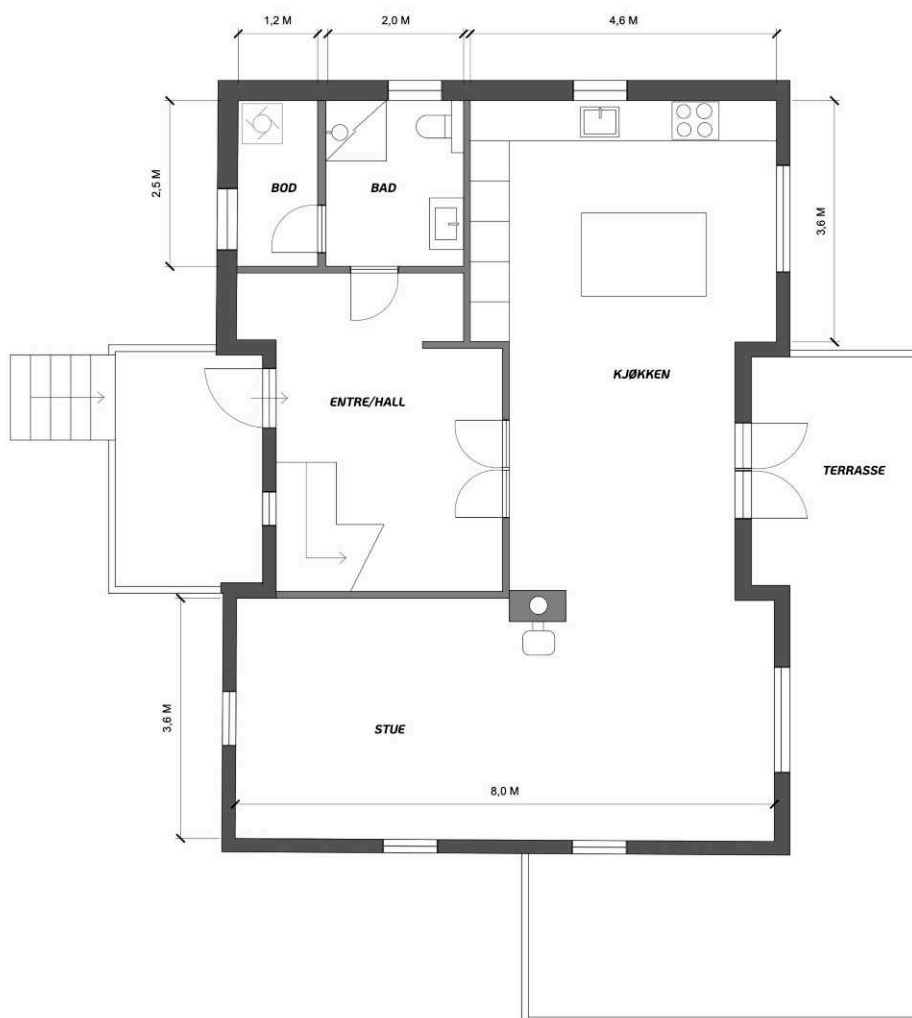 1,2 M
2,0 M
4,6 M
2,5 M
BOD
BAD
3,6 M
KJØKKEN
ENTRE/HALL
TERRASSE
3,6 M
STUE
8,0 M